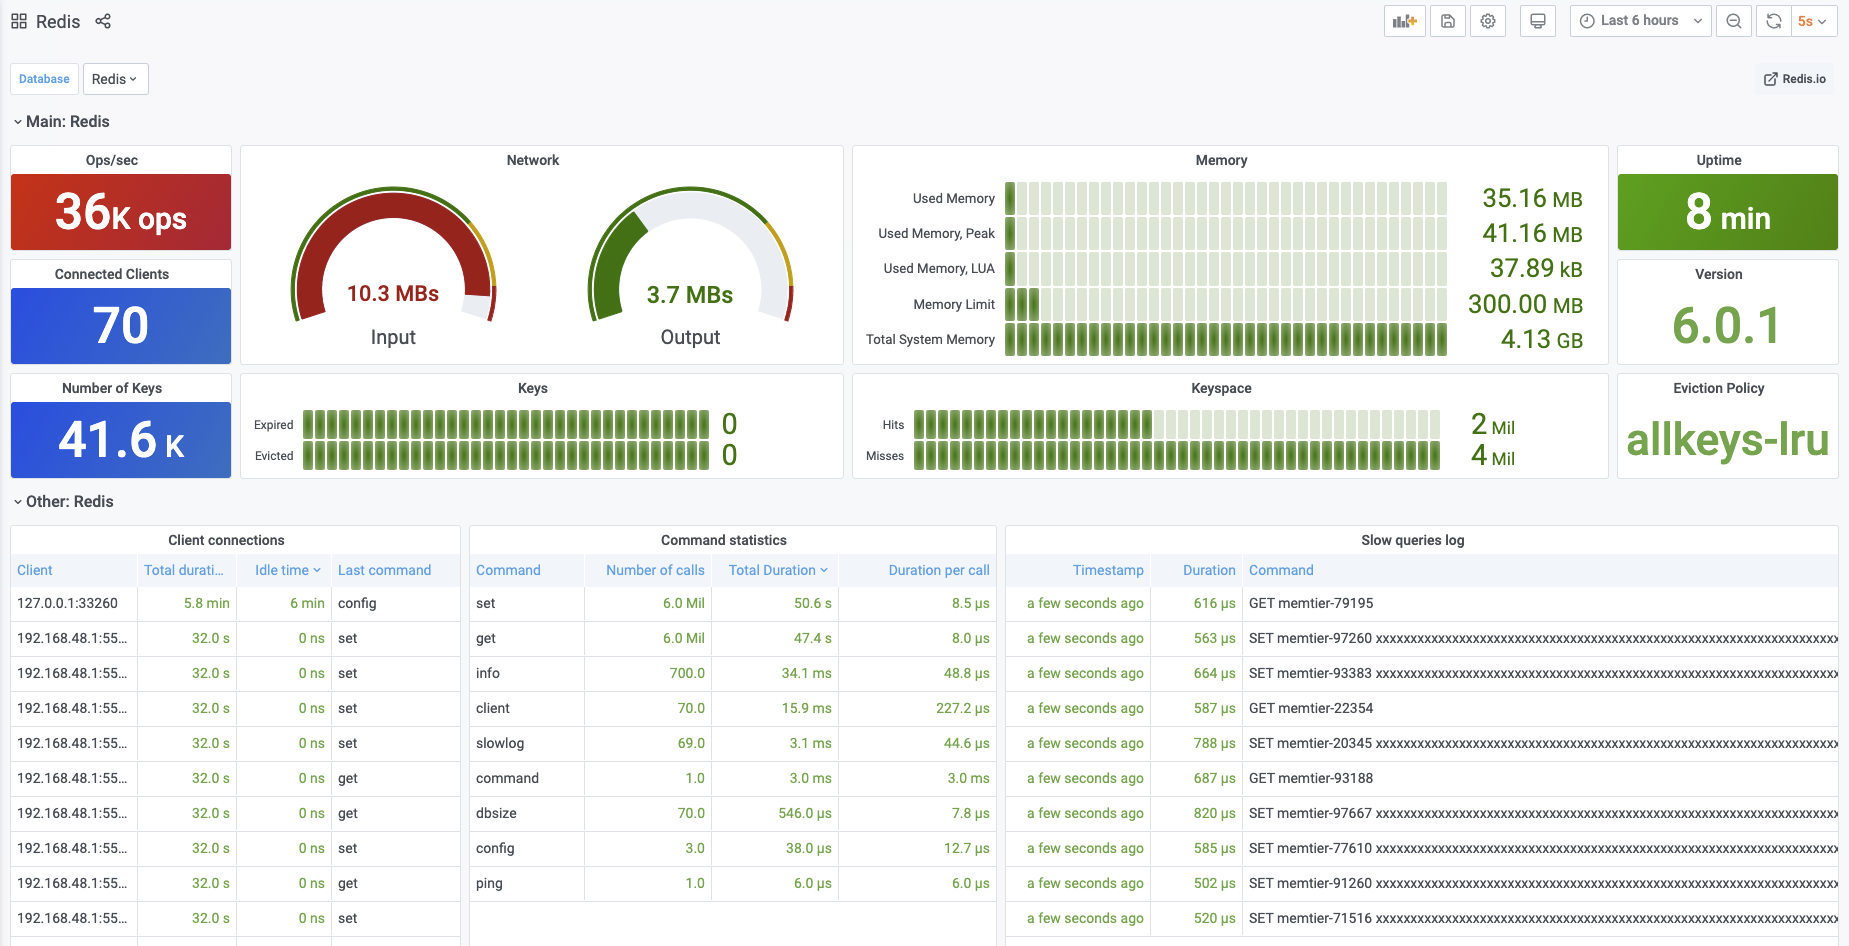 Redis
Last 6 hours
5s
Database
Redis
Redis.io
Main: Redis
Ops/sec
36K ops
Connected Clients
70
Number of Keys
41.6 K
Network
10.3 MBs
Input
3.7 MBs
Output
Memory
Used Memory 35.16 MB
Used Memory, Peak 41.16 MB
Used Memory, LUA 37.89 kB
Memory Limit 300.00 MB
Total System Memory 4.13 GB
Uptime
8 min
Version
6.0.1
Keys
Expired 0
Evicted 0
Keyspace
Hits 2 Mil
Misses 4 Mil
Eviction Policy
allkeys-lru
Other: Redis
Client connections
Client Total durati... Idle time Last command
127.0.0.1:33260 5.8 min 6 min config
192.168.48.1:55... 32.0 s 0 ns set
192.168.48.1:55... 32.0 s 0 ns set
192.168.48.1:55... 32.0 s 0 ns set
192.168.48.1:55... 32.0 s 0 ns set
192.168.48.1:55... 32.0 s 0 ns get
192.168.48.1:55... 32.0 s 0 ns get
192.168.48.1:55... 32.0 s 0 ns set
192.168.48.1:55... 32.0 s 0 ns get
192.168.48.1:55... 32.0 s 0 ns set
Command statistics
Command Number of calls Total Duration Duration per call
set 6.0 Mil 50.6 s 8.5 µs
get 6.0 Mil 47.4 s 8.0 µs
info 700.0 34.1 ms 48.8 µs
client 70.0 15.9 ms 227.2 µs
slowlog 69.0 3.1 ms 44.6 µs
command 1.0 3.0 ms 3.0 ms
dbsize 70.0 546.0 µs 7.8 µs
config 3.0 38.0 µs 12.7 µs
ping 1.0 6.0 µs 6.0 µs
Slow queries log
Timestamp Duration Command
a few seconds ago 616 µs GET memtier-79195
a few seconds ago 563 µs SET memtier-97260
a few seconds ago 664 µs SET memtier-93383
a few seconds ago 587 µs GET memtier-22354
a few seconds ago 788 µs SET memtier-20345
a few seconds ago 687 µs GET memtier-93188
a few seconds ago 820 µs SET memtier-97667
a few seconds ago 585 µs SET memtier-77610
a few seconds ago 502 µs SET memtier-91260
a few seconds ago 520 µs SET memtier-71516